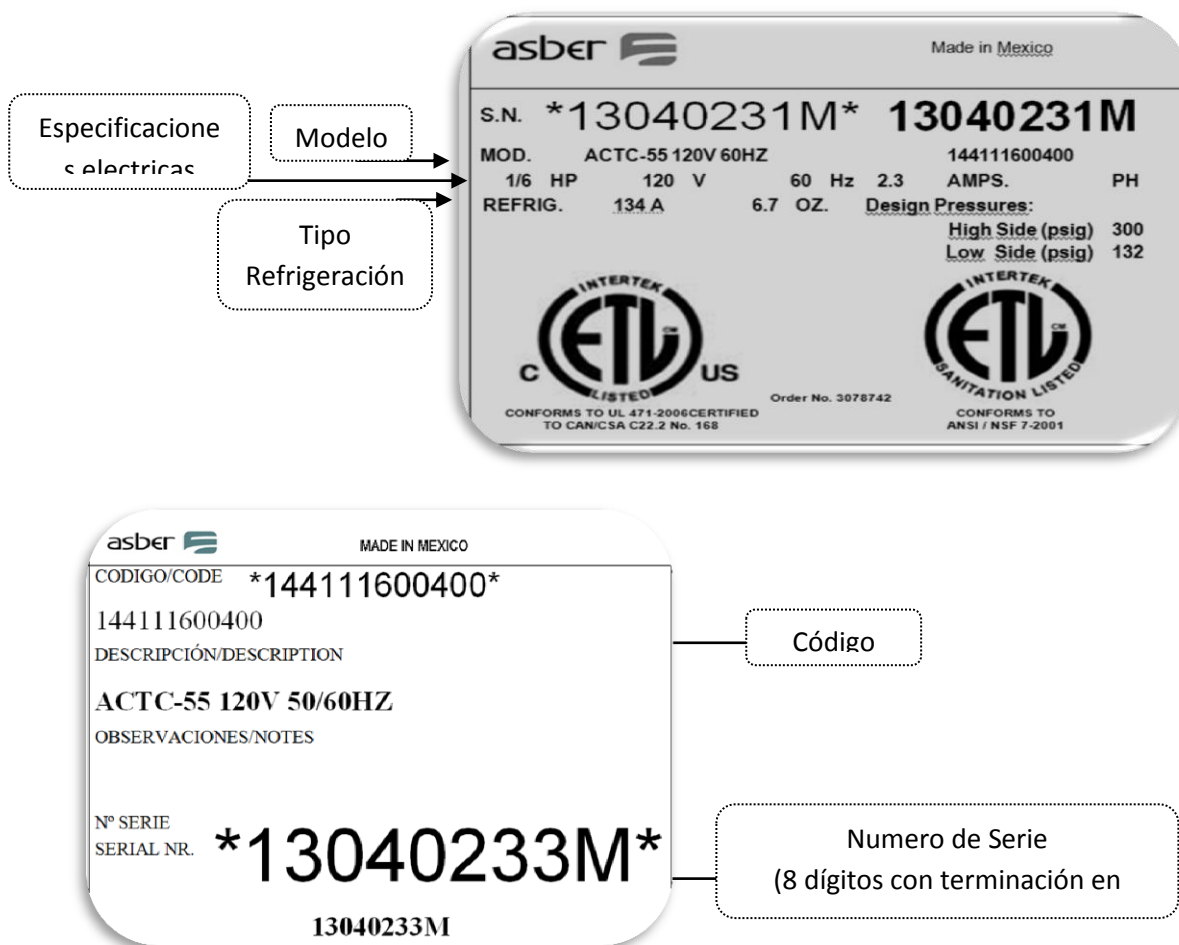 asber
Made in Mexico
Especificacione
s electricas
Modelo
Tipo
Refrigeración
S.N. *13040231M* 13040231M
MOD. ACTC-55 120V 60HZ 144111600400
1/6 HP 120 V 60 Hz 2.3 AMPS. PH
REFRIG. 134 A 6.7 OZ. Design Pressures:
High Side (psig) 300
Low Side (psig) 132
INTERTEK
ETL
CM
LISTED
C US
CONFORMS TO UL 471-2006CERTIFIED
TO CAN/CSA C22.2 No. 168
Order No. 3078742
INTERTEK
ETL
CM
SANITATION LISTED
CONFORMS TO
ANSI / NSF 7-2001
asber
MADE IN MEXICO
CODIGO/CODE *144111600400*
144111600400
DESCRIPCIÓN/DESCRIPTION
ACTC-55 120V 50/60HZ
OBSERVACIONES/NOTES
Nº SERIE
SERIAL NR. *13040233M*
13040233M
Código
Numero de Serie
(8 dígitos con terminación en